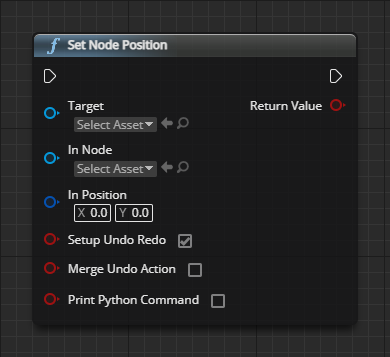 f Set Node Position
Target
Return Value
Select Asset
In Node
Select Asset
In Position
X 0.0 Y 0.0
Setup Undo Redo
Merge Undo Action
Print Python Command